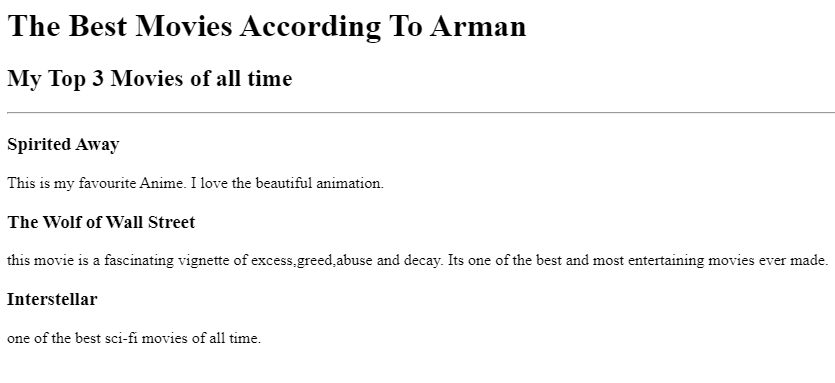 The Best Movies According To Arman
My Top 3 Movies of all time
Spirited Away
This is my favourite Anime. I love the beautiful animation.
The Wolf of Wall Street
this movie is a fascinating vignette of excess,greed,abuse and decay. Its one of the best and most entertaining movies ever made.
Interstellar
one of the best sci-fi movies of all time.